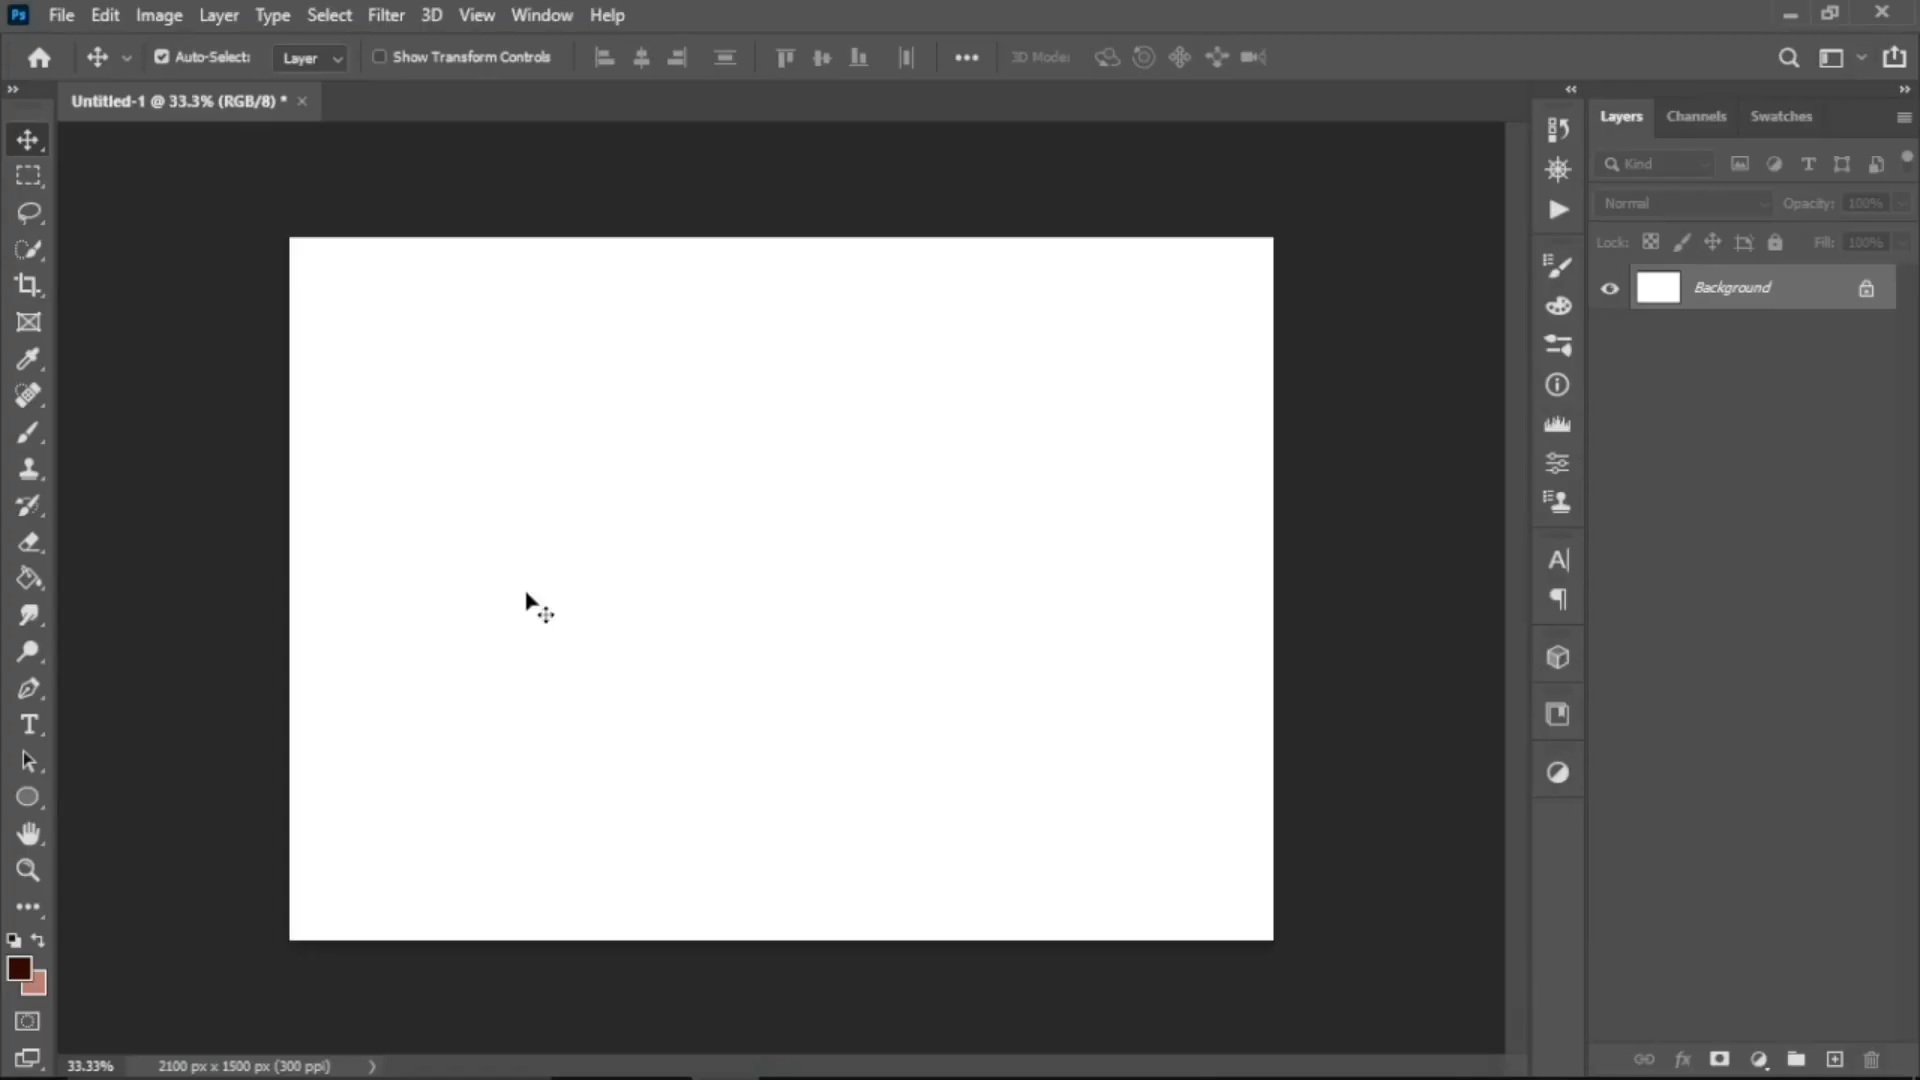 Ps File Edit Image Layer Type Select Filter 3D View Window Help
Auto-Select: Layer Show Transform Controls 3D Mode:
Untitled-1 @ 33.3% (RGB/8) *
Layers Channels Swatches
Kind
Normal Opacity: 100%
Lock: Fill: 100%
Background
33.33% 2100 px x 1500 px (300 ppi)